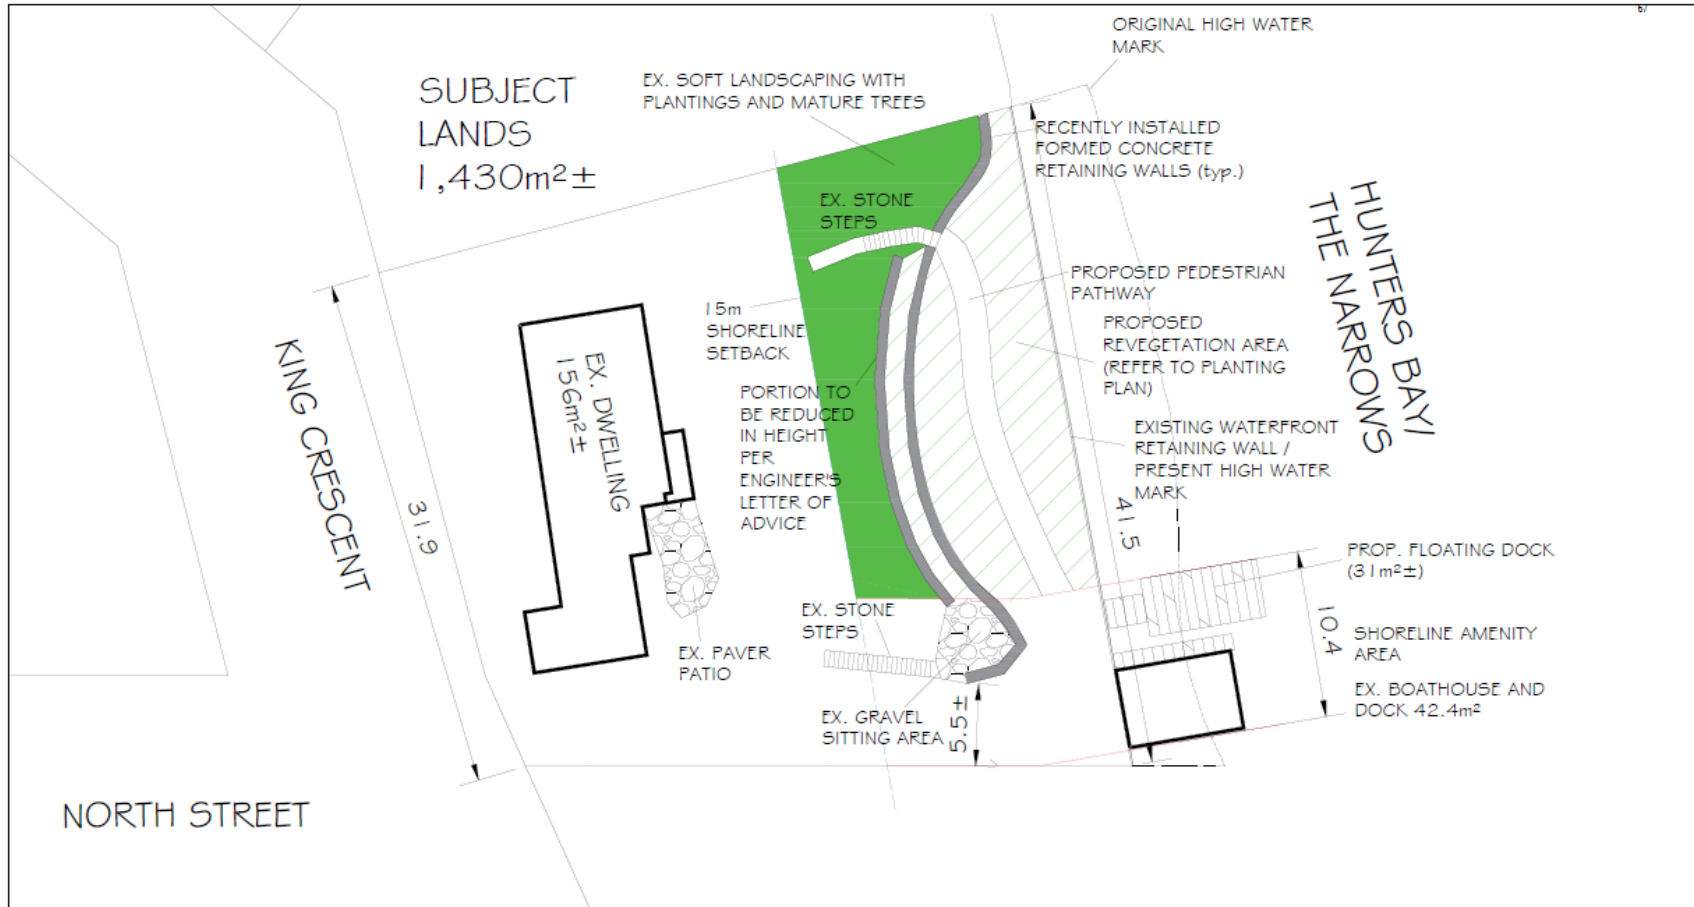 67
ORIGINAL HIGH WATER
MARK
SUBJECT
LANDS
1,430m²±
EX. SOFT LANDSCAPING WITH
PLANTINGS AND MATURE TREES
RECENTLY INSTALLED
FORMED CONCRETE
RETAINING WALLS (typ.)
EX. STONE
STEPS
HUNTERS BAY/
THE NARROWS
PROPOSED PEDESTRIAN
PATHWAY
15m
SHORELINE
SETBACK
PROPOSED
REVEGETATION AREA
(REFER TO PLANTING
PLAN)
KING CRESCENT
EX. DWELLING
156m²±
PORTION TO
BE REDUCED
IN HEIGHT
PER
ENGINEER'S
LETTER OF
ADVICE
EXISTING WATERFRONT
RETAINING WALL /
PRESENT HIGH WATER
MARK
31.9
41.5
PROP. FLOATING DOCK
(31m²±)
EX. STONE
STEPS
10.4
SHORELINE AMENITY
AREA
EX. PAVER
PATIO
EX. BOATHOUSE AND
DOCK 42.4m²
EX. GRAVEL
SITTING AREA
5.5±
NORTH STREET